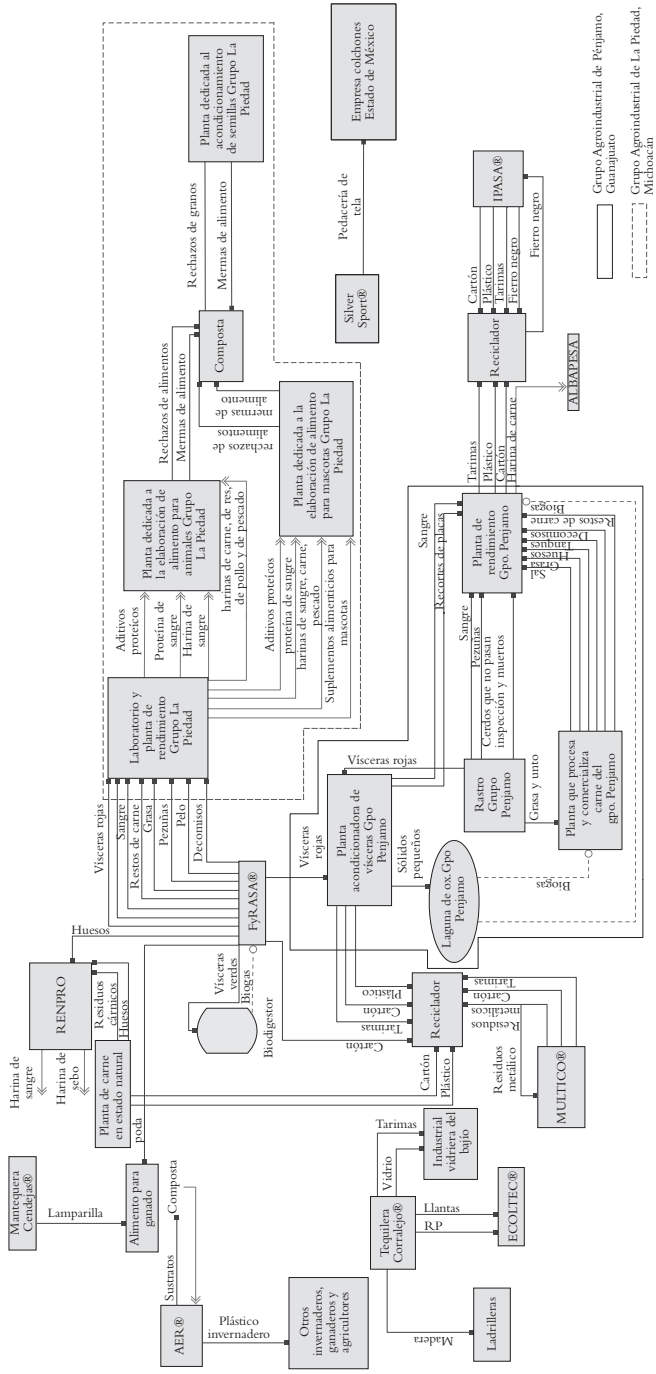 Mantequera
Cendejas®
Lamparilla
Alimento para
ganado
poda
AER®
Sustratos
Composta
Plástico
invernadero
Otros
invernaderos,
ganaderos y
agricultores
Harina de
sangre
Harina de
sebo
RENPRO
Residuos
cárnicos
Huesos
Huesos
Planta de carne
en estado natural
Biodigestor
Vísceras
verdes
Biogas
FyRASA®
Vísceras rojas
Sangre
Restos de carne
Grasa
Pezuñas
Pelo
Decomisos
Laboratorio y
planta de
rendimiento
Grupo La
Piedad
Aditivos
proteícos
Proteína de
sangre
Harina de
sangre
harinas de carne, de res,
de pollo y de pescado
Planta dedicada a
la elaboración de
alimento para
animales Grupo
La Piedad
Aditivos proteícos
proteína de sangre
harinas de sangre, carne,
pescado
Suplementos alimenticios para
mascotas
Planta dedicada a la
elaboración de alimento
para mascotas Grupo La
Piedad
Rechazos de alimentos
Mermas de alimento
rechazos de
alimentos
mermas de
alimento
Composta
Rechazos de granos
Mermas de alimento
Planta dedicada al
acondicionamiento
de semillas Grupo La
Piedad
Silver
Sport®
Pedacería de
tela
Empresa colchones
Estado de México
Tequilera
Corralejo®
Tarimas
Vidrio
Industrial
vidriera del
bajío
Llantas
RP
ECOLTEC®
Madera
Ladrilleras
Cartón
Plástico
Cartón
Tarimas
Cartón
Plástico
Reciclador
Residuos
metálicos
Cartón
Tarimas
Residuos
metálico
MULTICO®
Vísceras
rojas
Planta
acondicionadora de
vísceras Gpo
Penjamo
Vísceras rojas
Sólidos
pequeños
Laguna de ox. Gpo
Penjamo
Biogas
Rastro
Grupo
Penjamo
Grasa y unto
Planta que procesa
y comercializa
carne del
gpo. Penjamo
Sangre
Pezuñas
Cerdos que no pasan
inspección y muertos
Sangre
Recortes de placas
Planta de
rendimiento
Gpo. Penjamo
Sal
Grasa
Huesos
Tanques
Decomisos
Restos de carne
Biogas
Tarimas
Plástico
Cartón
Harina de carne
ALBAPESA
Reciclador
Cartón
Plástico
Tarimas
Fierro negro
Fierro negro
IPASA®
Grupo Agroindustrial de Pénjamo,
Guanajuato
Grupo Agroindustrial de La Piedad,
Michoacán